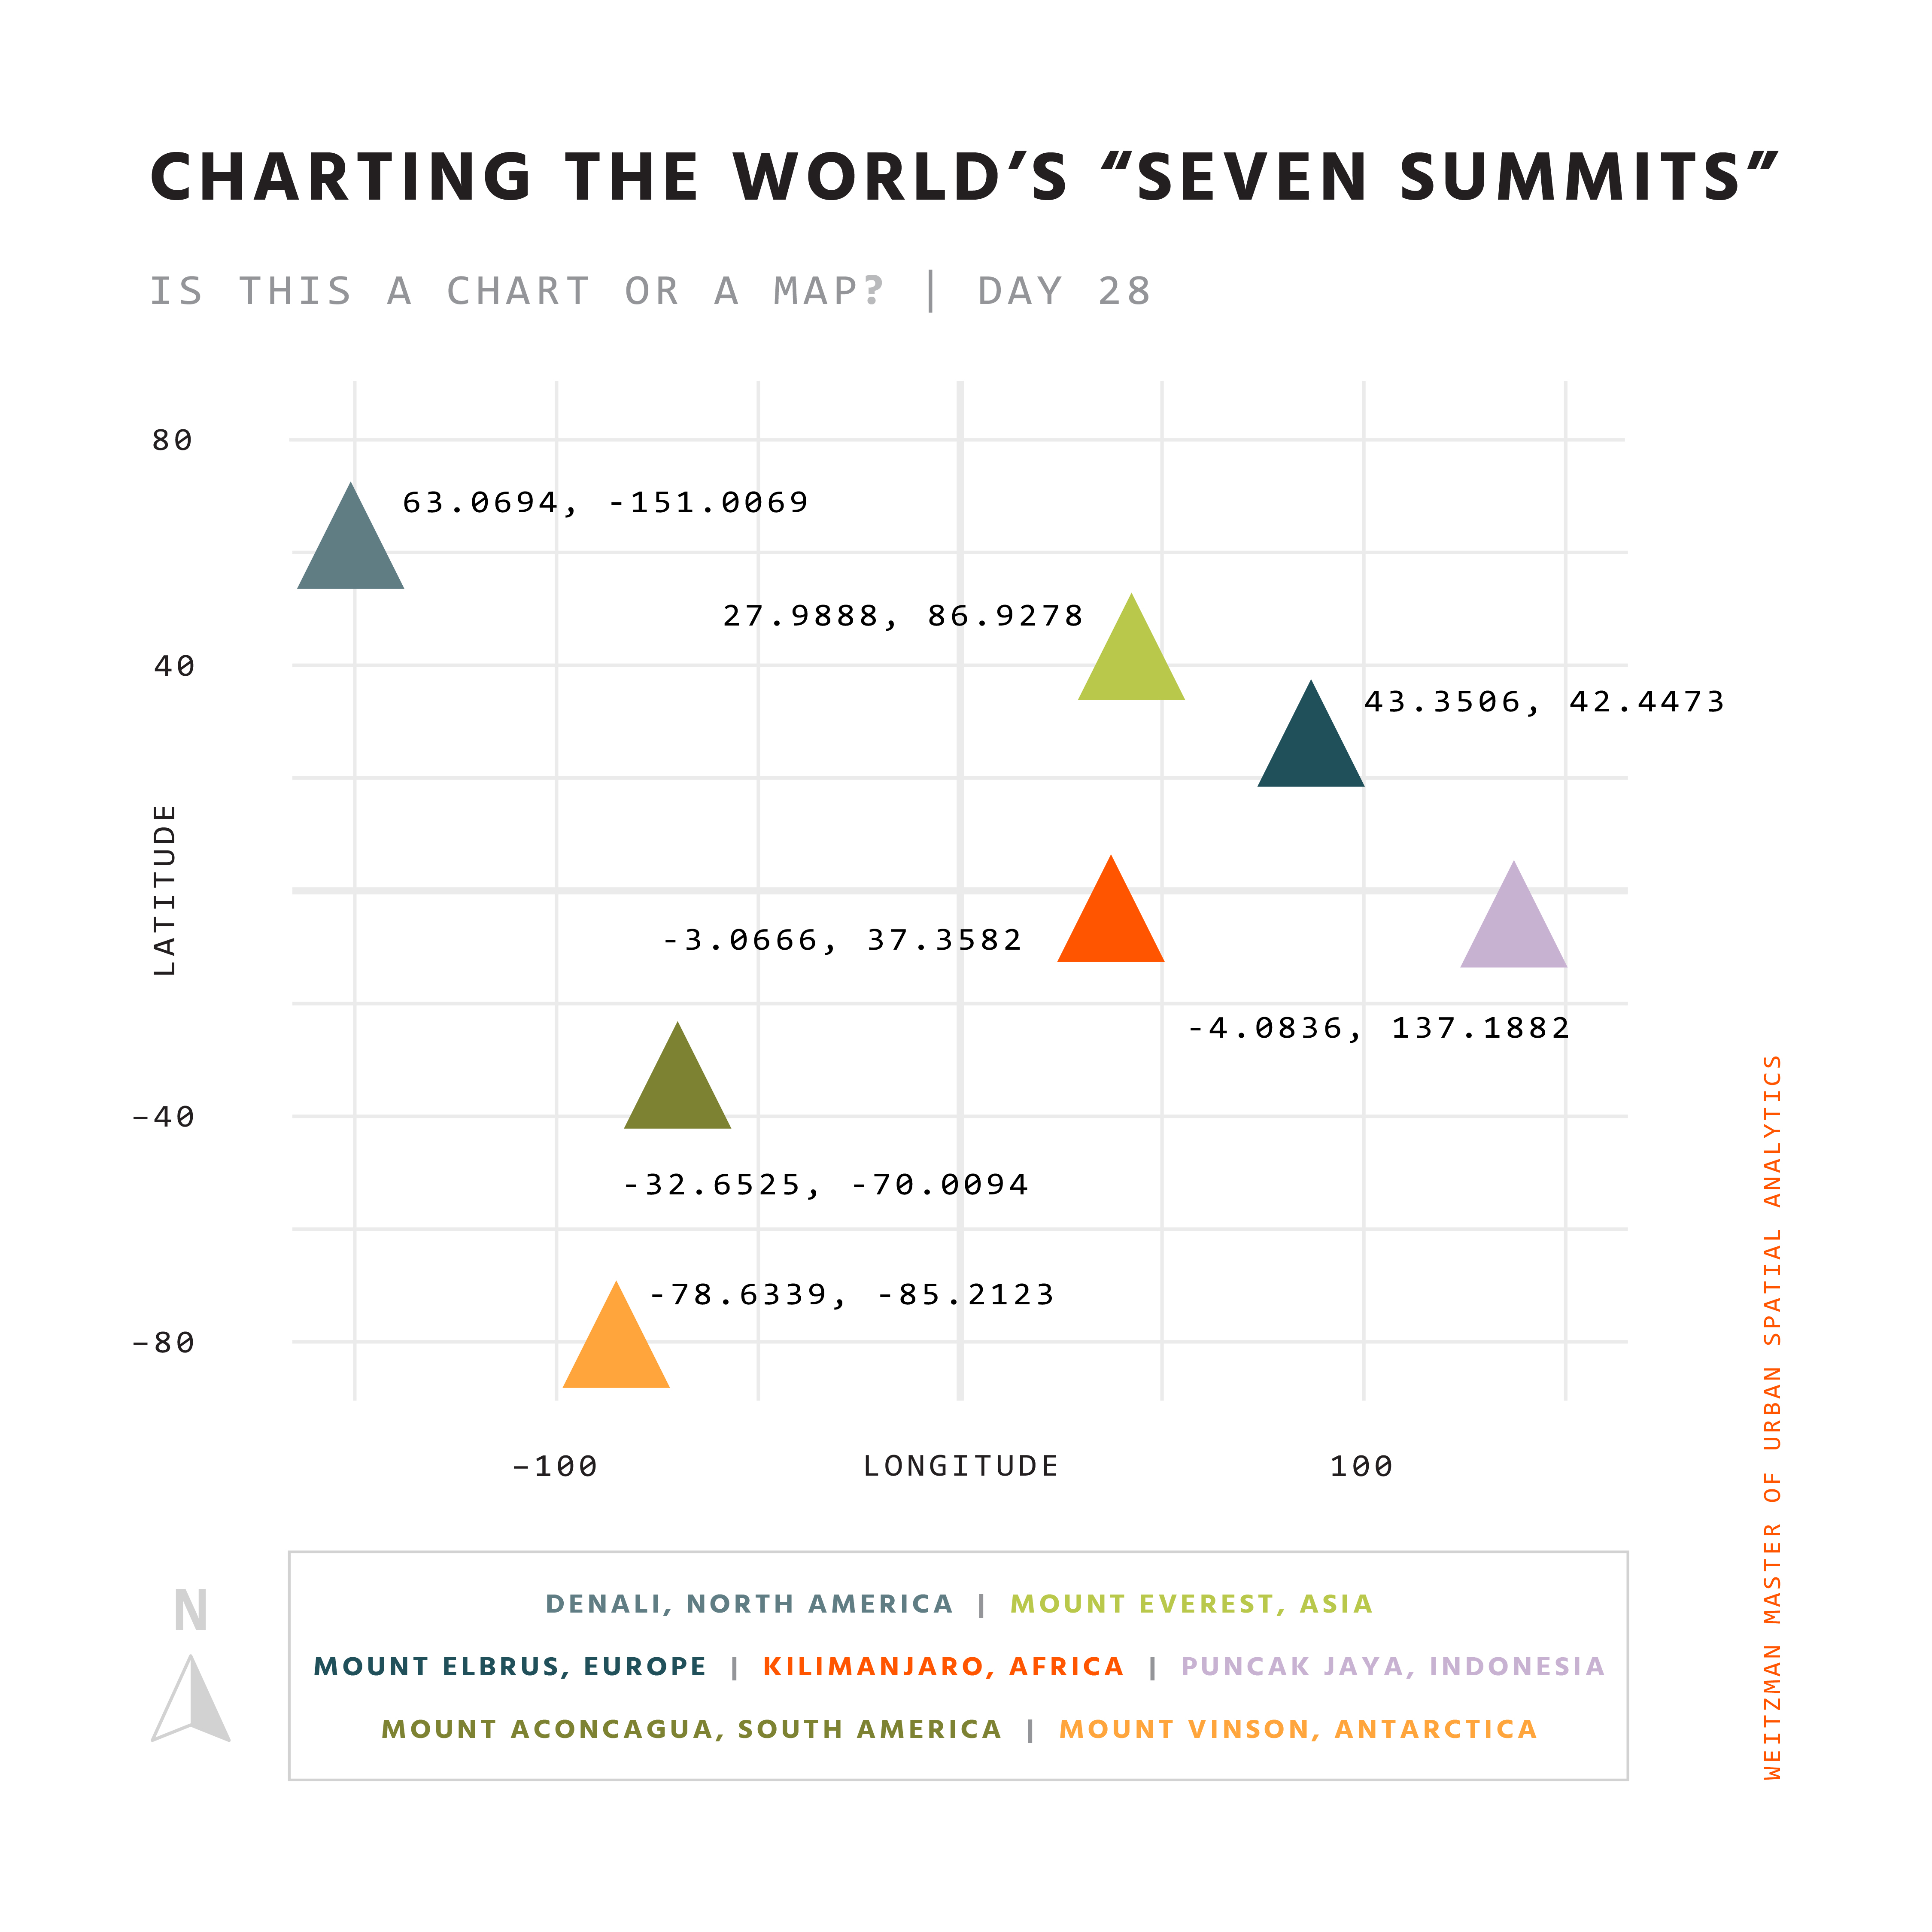 CHARTING THE WORLD’S “SEVEN SUMMITS”
IS THIS A CHART OR A MAP? | DAY 28
80
63.0694, -151.0069
27.9888, 86.9278
40
43.3506, 42.4473
LATITUDE
-3.0666, 37.3582
-4.0836, 137.1882
-40
-32.6525, -70.0094
-78.6339, -85.2123
-80
-100
LONGITUDE
100
N
DENALI, NORTH AMERICA | MOUNT EVEREST, ASIA
MOUNT ELBRUS, EUROPE | KILIMANJARO, AFRICA | PUNCAK JAYA, INDONESIA
MOUNT ACONCAGUA, SOUTH AMERICA | MOUNT VINSON, ANTARCTICA
WEITZMAN MASTER OF URBAN SPATIAL ANALYTICS